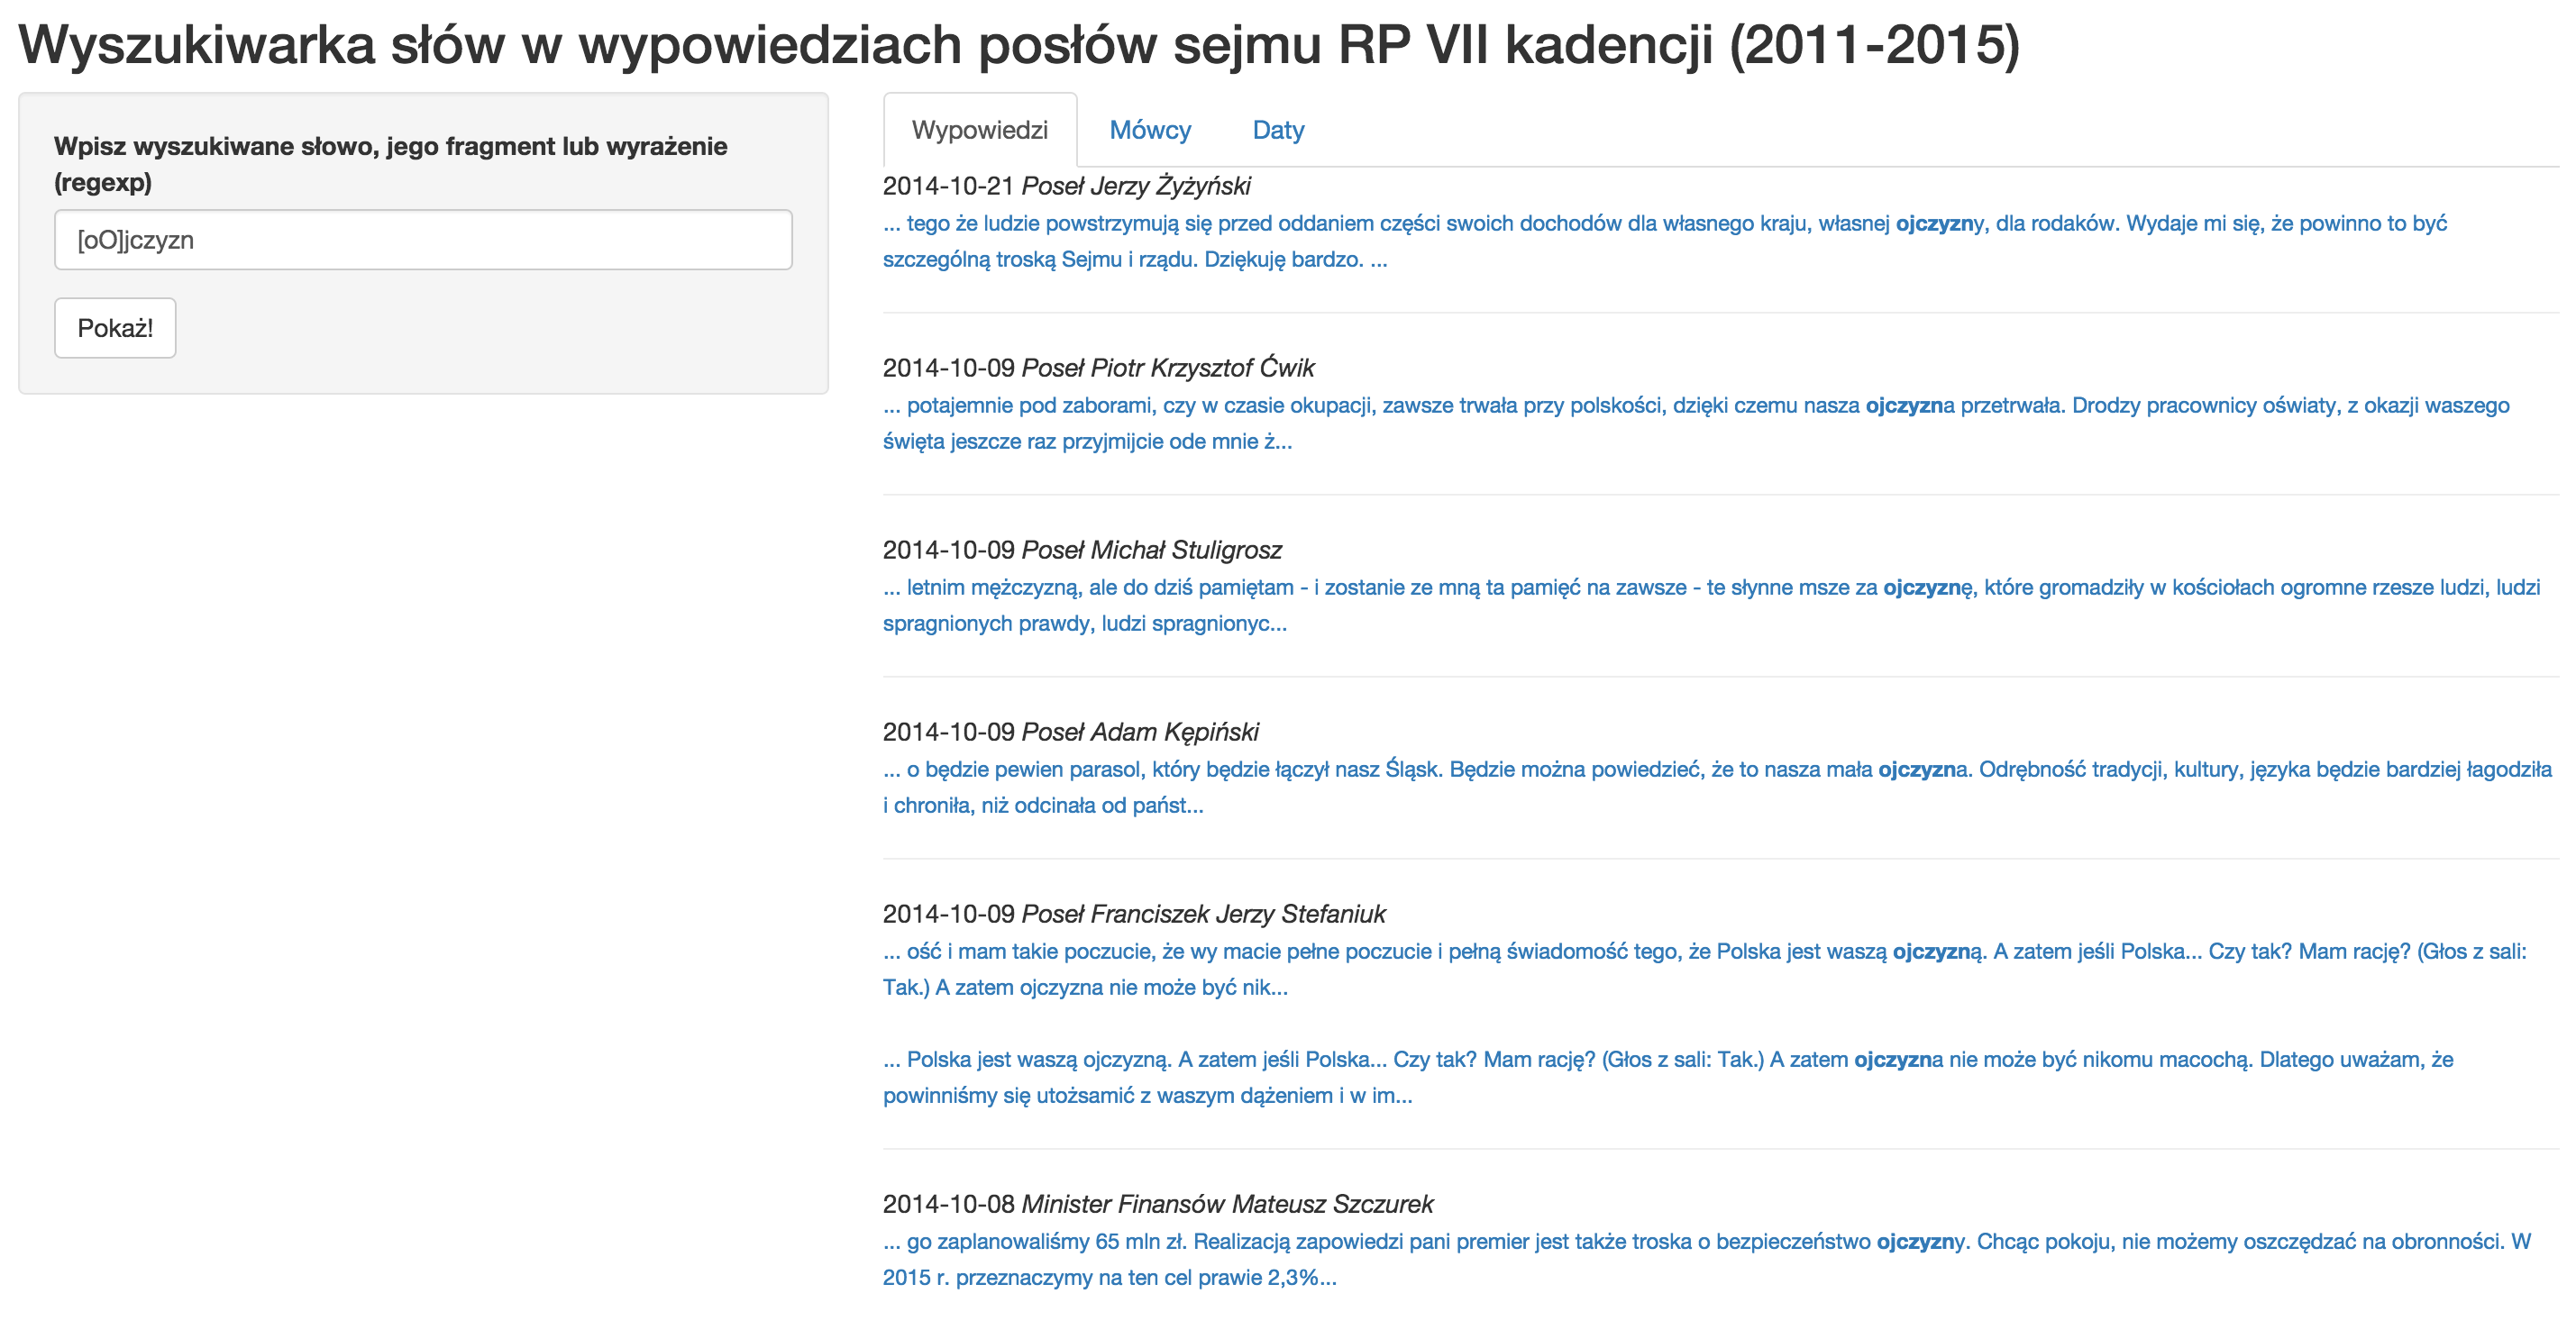 Wyszukiwarka słów w wypowiedziach posłów sejmu RP VII kadencji (2011-2015)
Wpisz wyszukiwane słowo, jego fragment lub wyrażenie
(regexp)
[oO]jczyzn
Pokaż!
Wypowiedzi Mówcy Daty
2014-10-21 Poseł Jerzy Żyżyński
... tego że ludzie powstrzymują się przed oddaniem części swoich dochodów dla własnego kraju, własnej ojczyzny, dla rodaków. Wydaje mi się, że powinno to być
szczególną troską Sejmu i rządu. Dziękuję bardzo. ...
2014-10-09 Poseł Piotr Krzysztof Ćwik
... potajemnie pod zaborami, czy w czasie okupacji, zawsze trwała przy polskości, dzięki czemu nasza ojczyzna przetrwała. Drodzy pracownicy oświaty, z okazji waszego
święta jeszcze raz przyjmijcie ode mnie ż...
2014-10-09 Poseł Michał Stuligrosz
... letnim mężczyzną, ale do dziś pamiętam - i zostanie ze mną ta pamięć na zawsze - te słynne msze za ojczyznę, które gromadziły w kościołach ogromne rzesze ludzi, ludzi
spragnionych prawdy, ludzi spragnionyc...
2014-10-09 Poseł Adam Kępiński
... o będzie pewien parasol, który będzie łączył nasz Śląsk. Będzie można powiedzieć, że to nasza mała ojczyzna. Odrębność tradycji, kultury, języka będzie bardziej łagodziła
i chroniła, niż odcinała od państ...
2014-10-09 Poseł Franciszek Jerzy Stefaniuk
... ość i mam takie poczucie, że wy macie pełne poczucie i pełną świadomość tego, że Polska jest waszą ojczyzną. A zatem jeśli Polska... Czy tak? Mam rację? (Głos z sali:
Tak.) A zatem ojczyzna nie może być nik...
... Polska jest waszą ojczyzną. A zatem jeśli Polska... Czy tak? Mam rację? (Głos z sali: Tak.) A zatem ojczyzna nie może być nikomu macochą. Dlatego uważam, że
powinniśmy się utożsamić z waszym dążeniem i w im...
2014-10-08 Minister Finansów Mateusz Szczurek
... go zaplanowaliśmy 65 mln zł. Realizacją zapowiedzi pani premier jest także troska o bezpieczeństwo ojczyzny. Chcąc pokoju, nie możemy oszczędzać na obronności. W
2015 r. przeznaczymy na ten cel prawie 2,3%...